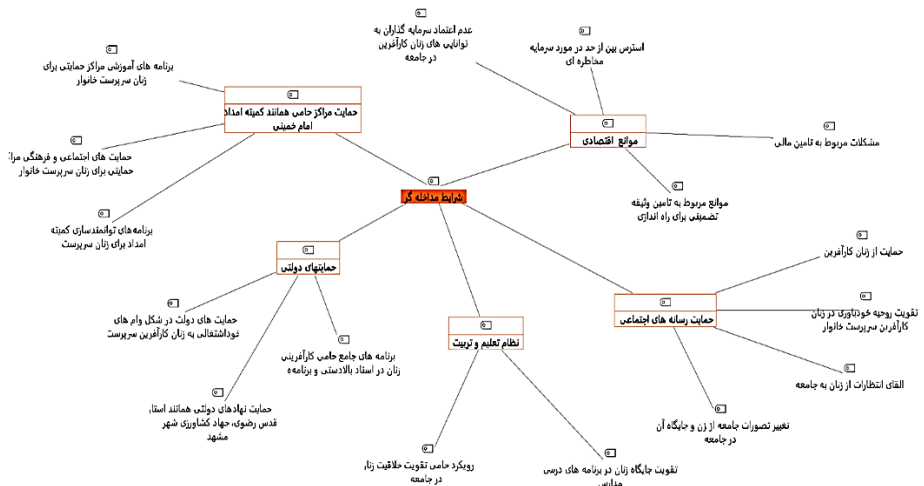 عدم اعتماد سرمایه گذاران به
توانایی های زنان کارآفرین
در جامعه
استرس بین از حد در مورد سرمایه
مخاطره ای
برنامه های آموزشی مراکز حمایتی برای
زنان سرپرست خانوار
حمایت مراکز حامی همانند کمیته امداد
امام خمینی
موانع اقتصادی
مشکلات مربوط به تامین مالی
حمایت های اجتماعی و فرهنگی مراک
حمایتی برای زنان سرپرست خانوار
موانع مربوط به تامین وثیقه
تضمینی برای راه اندازی
شرایط مداخله گر
برنامه‌های توانمندسازی کمیته
امداد برای زنان سرپرست
حمایتهای دولتی
حمایت از زنان کارآفرین
حمایت رسانه های اجتماعی
تقویت روحیه خودباوری در زنان
کارآفرین سرپرست خانوار
حمایت های دولت در شکل وام های
خوداشتغالی به زنان کارآفرین سرپرست
نظام تعلیم و تربیت
برنامه های جامع حامی کارآفرینی
زنان در اسناد بالادستی و برنامه
القای انتظارات از زنان به جامعه
حمایت نهادهای دولتی همانند استان
قدس رضوی، جهاد کشاورزی شهر
مشهد
تغییر تصورات جامعه از زن و جایگاه آن
در جامعه
رویکرد حامی تقویت خلاقیت زنان
در جامعه
تقویت جایگاه زنان در برنامه های درسی
مدارس